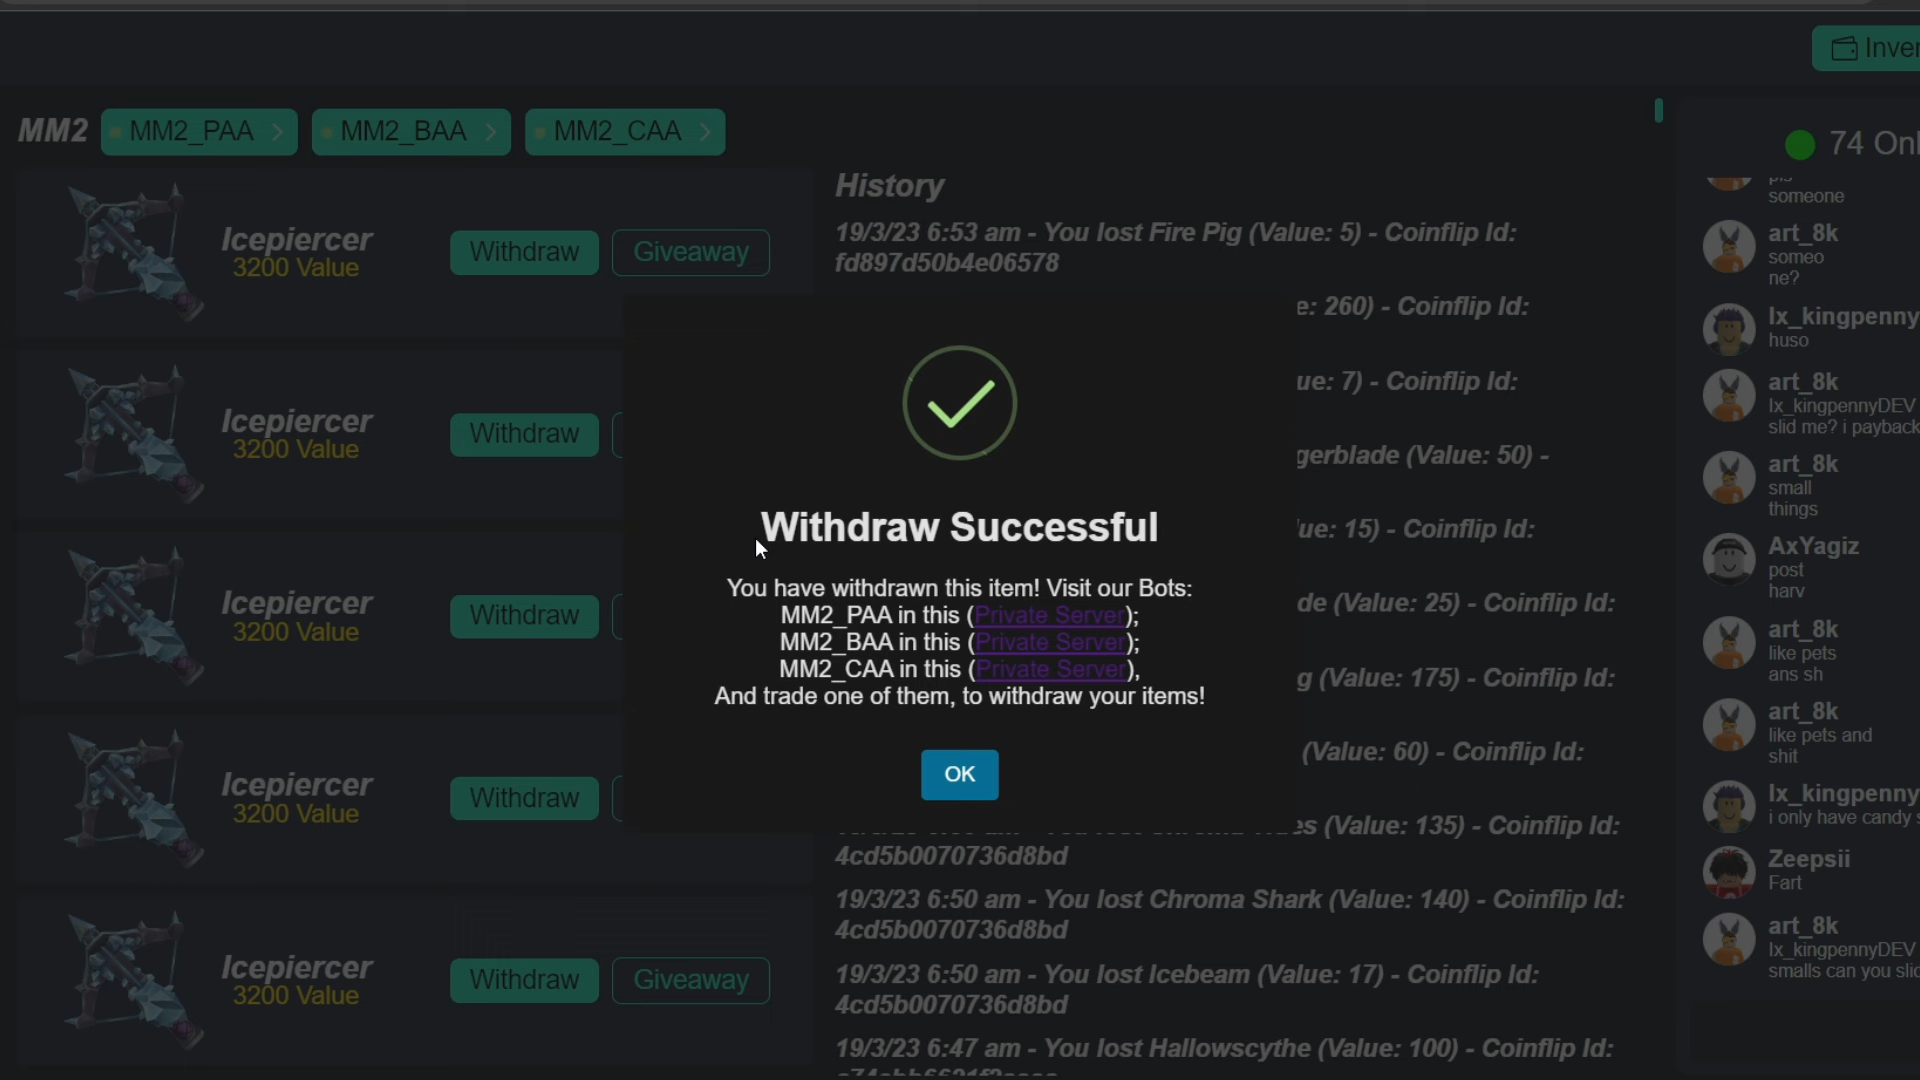 Inver
MM2
MM2_PAA
MM2_BAA
MM2_CAA
74 Onl
Icepiercer
3200 Value
Withdraw
Giveaway
Icepiercer
3200 Value
Withdraw
Icepiercer
3200 Value
Withdraw
Icepiercer
3200 Value
Withdraw
Icepiercer
3200 Value
Withdraw
Giveaway
History
19/3/23 6:53 am - You lost Fire Pig (Value: 5) - Coinflip Id:
fd897d50b4e06578
e: 260) - Coinflip Id:
ue: 7) - Coinflip Id:
gerblade (Value: 50) -
lue: 15) - Coinflip Id:
de (Value: 25) - Coinflip Id:
g (Value: 175) - Coinflip Id:
(Value: 60) - Coinflip Id:
es (Value: 135) - Coinflip Id:
4cd5b0070736d8bd
19/3/23 6:50 am - You lost Chroma Shark (Value: 140) - Coinflip Id:
4cd5b0070736d8bd
19/3/23 6:50 am - You lost Icebeam (Value: 17) - Coinflip Id:
4cd5b0070736d8bd
19/3/23 6:47 am - You lost Hallowscythe (Value: 100) - Coinflip Id:
Withdraw Successful
You have withdrawn this item! Visit our Bots:
MM2_PAA in this (Private Server);
MM2_BAA in this (Private Server);
MM2_CAA in this (Private Server),
And trade one of them, to withdraw your items!
OK
someone
art_8k
someo
ne?
lx_kingpenny
huso
art_8k
lx_kingpennyDEV
slid me? i payback
art_8k
small
things
AxYagiz
post
harv
art_8k
like pets
ans sh
art_8k
like pets and
shit
lx_kingpenny
i only have candy s
Zeepsii
Fart
art_8k
lx_kingpennyDEV
smalls can you slid